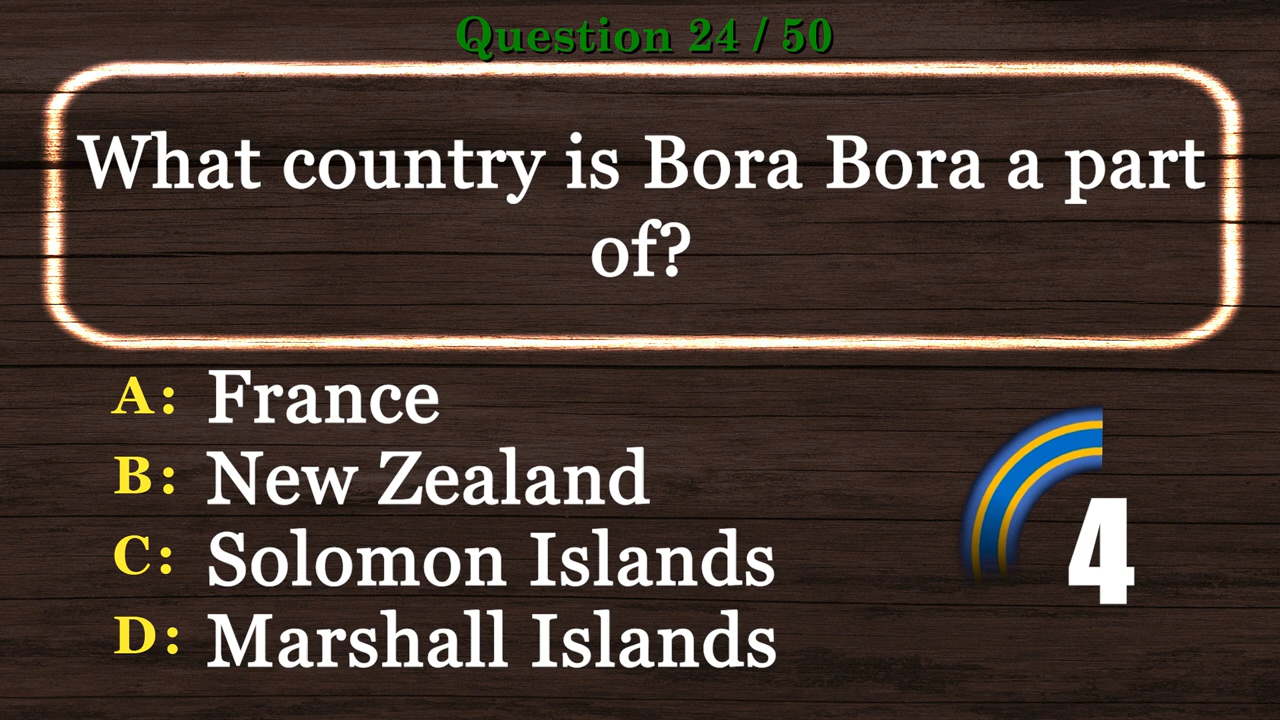 Question 24 / 50
What country is Bora Bora a part
of?
A: France
B: New Zealand
C: Solomon Islands
D: Marshall Islands
4